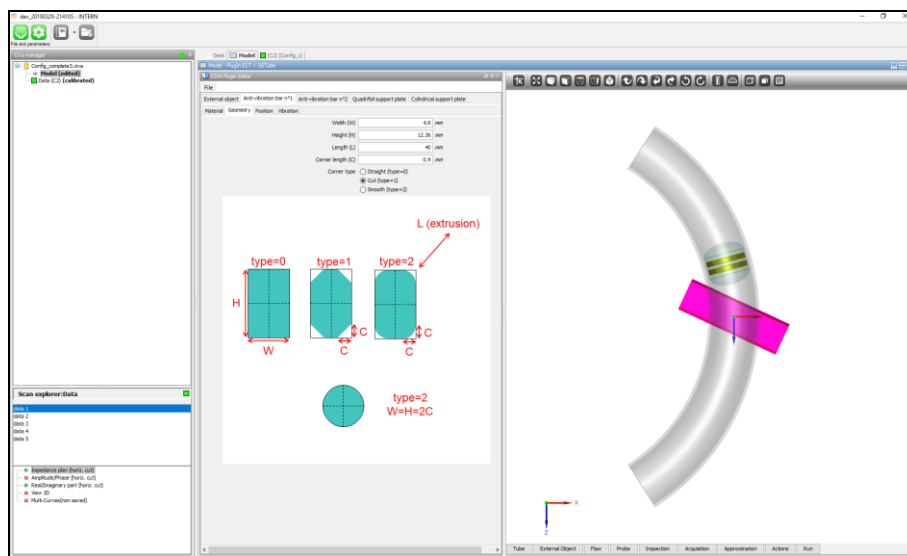 dev_20190329-214105 - INTERN
File and parameters
Civa manager
Config_complete3.civa
Model (edited)
Data (C2) (calibrated)
Desk Model (C2) [Config_c]
Model - Plugin ECT :: SGTube
CIVA Plugin Editor
File
External object Anti-vibration bar n°1 Anti-vibration bar n°2 Quadrifoil support plate Cylindrical support plate
Material Geometry Position Vibration
Width (W) 4.8 mm
Height (H) 12.36 mm
Length (L) 40 mm
Corner length (C) 0.9 mm
Corner type Straight (type=0)
Cut (type=1)
Smooth (type=2)
L (extrusion)
type=0 type=1 type=2
H
C C
W C C
type=2
W=H=2C
Scan explorer:Data
data 1
data 2
data 3
data 4
data 5
Impedance plan (horiz. cut)
Amplitude/Phase (horiz. cut)
Real/Imaginary part (horiz. cut)
View 3D
Multi-Curves(non saved)
X
Z
Tube External Object Flaw Probe Inspection Acquisition Approximation Actions Run